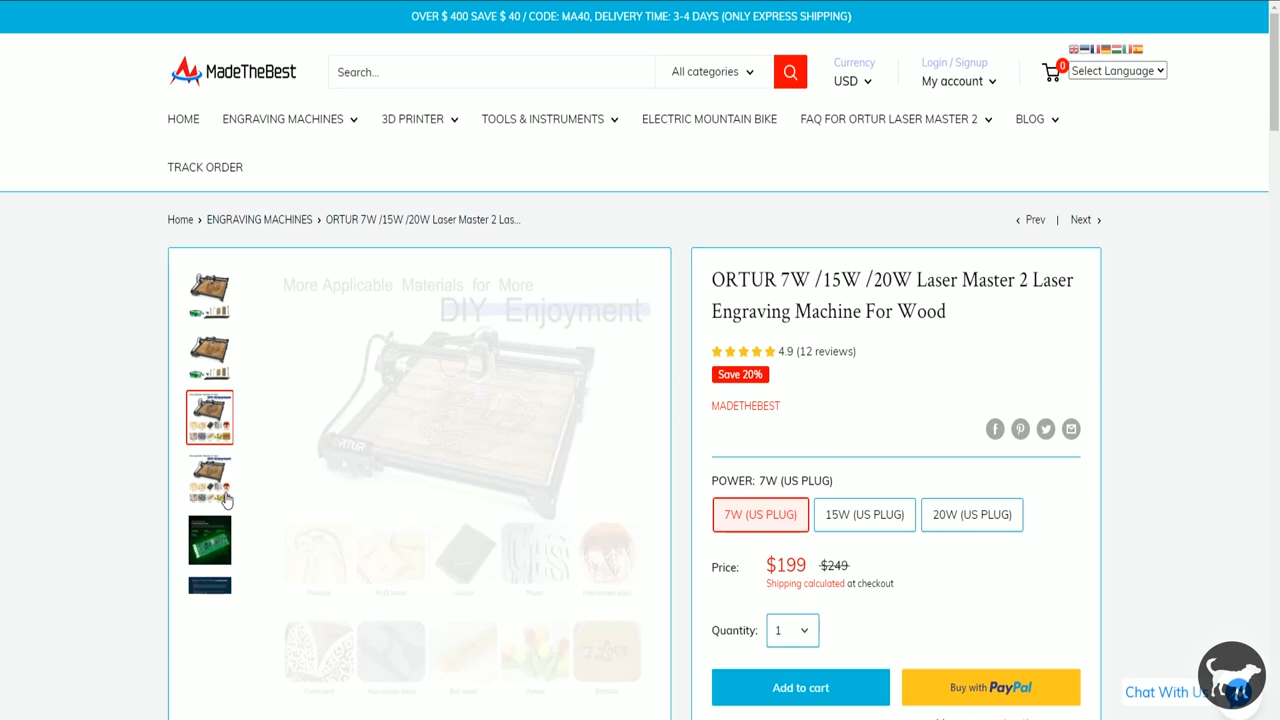 OVER $ 400 SAVE $ 40 / CODE: MA40, DELIVERY TIME: 3-4 DAYS (ONLY EXPRESS SHIPPING)
MadeTheBest
Search...
All categories
Currency
USD
Login / Signup
My account
0
Select Language
HOME
ENGRAVING MACHINES
3D PRINTER
TOOLS & INSTRUMENTS
ELECTRIC MOUNTAIN BIKE
FAQ FOR ORTUR LASER MASTER 2
BLOG
TRACK ORDER
Home › ENGRAVING MACHINES › ORTUR 7W /15W /20W Laser Master 2 Las...
‹ Prev | Next ›
More Applicable Materials for More
DIY Enjoyment
ORTUR
ORTUR 7W /15W /20W Laser Master 2 Laser
Engraving Machine For Wood
4.9 (12 reviews)
Save 20%
MADETHEBEST
POWER: 7W (US PLUG)
7W (US PLUG)
15W (US PLUG)
20W (US PLUG)
Price: $199 $249
Shipping calculated at checkout
Quantity: 1
Add to cart
Buy with PayPal
Chat With Us